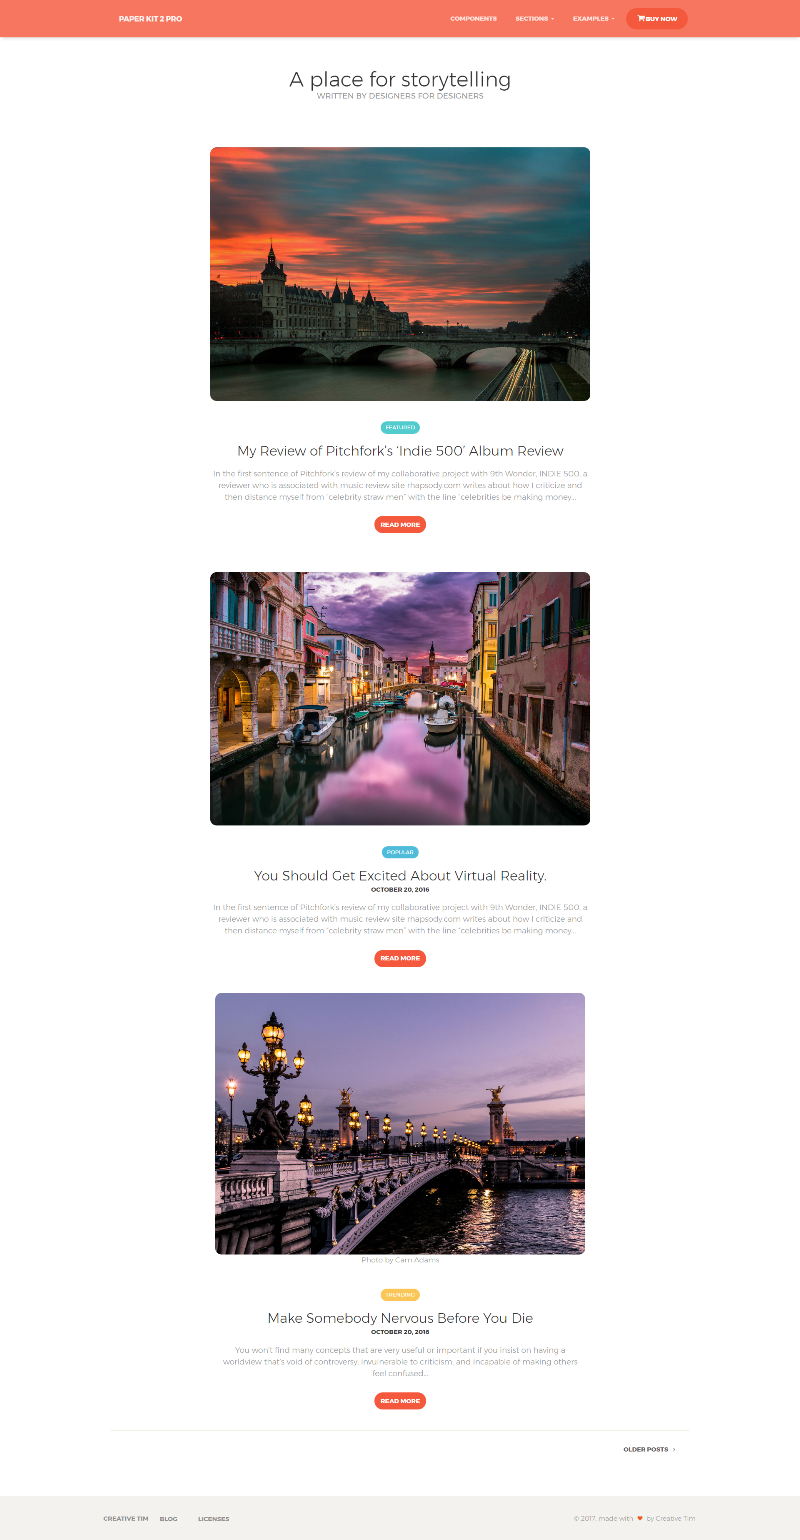 PAPER KIT 2 PRO
COMPONENTS SECTIONS EXAMPLES BUY NOW
A place for storytelling
WRITTEN BY DESIGNERS FOR DESIGNERS
FEATURED
My Review of Pitchfork's 'Indie 500' Album Review
In the first sentence of Pitchfork's review of my collaborative project with 9th Wonder, INDIE 500, a
reviewer who is associated with music review site rhapsody.com writes about how I criticize and
then distance myself from "celebrity straw men" with the line "celebrities be making money...
READ MORE
POPULAR
You Should Get Excited About Virtual Reality.
OCTOBER 20, 2016
In the first sentence of Pitchfork's review of my collaborative project with 9th Wonder, INDIE 500, a
reviewer who is associated with music review site rhapsody.com writes about how I criticize and
then distance myself from "celebrity straw men" with the line "celebrities be making money...
READ MORE
Photo by Cam Adams
TRENDING
Make Somebody Nervous Before You Die
OCTOBER 20, 2016
You won't find many concepts that are very useful or important if you insist on having a
worldview that's void of controversy, invulnerable to criticism, and incapable of making others
feel confused...
READ MORE
OLDER POSTS
CREATIVE TIM BLOG LICENSES
© 2017, made with ♥ by Creative Tim